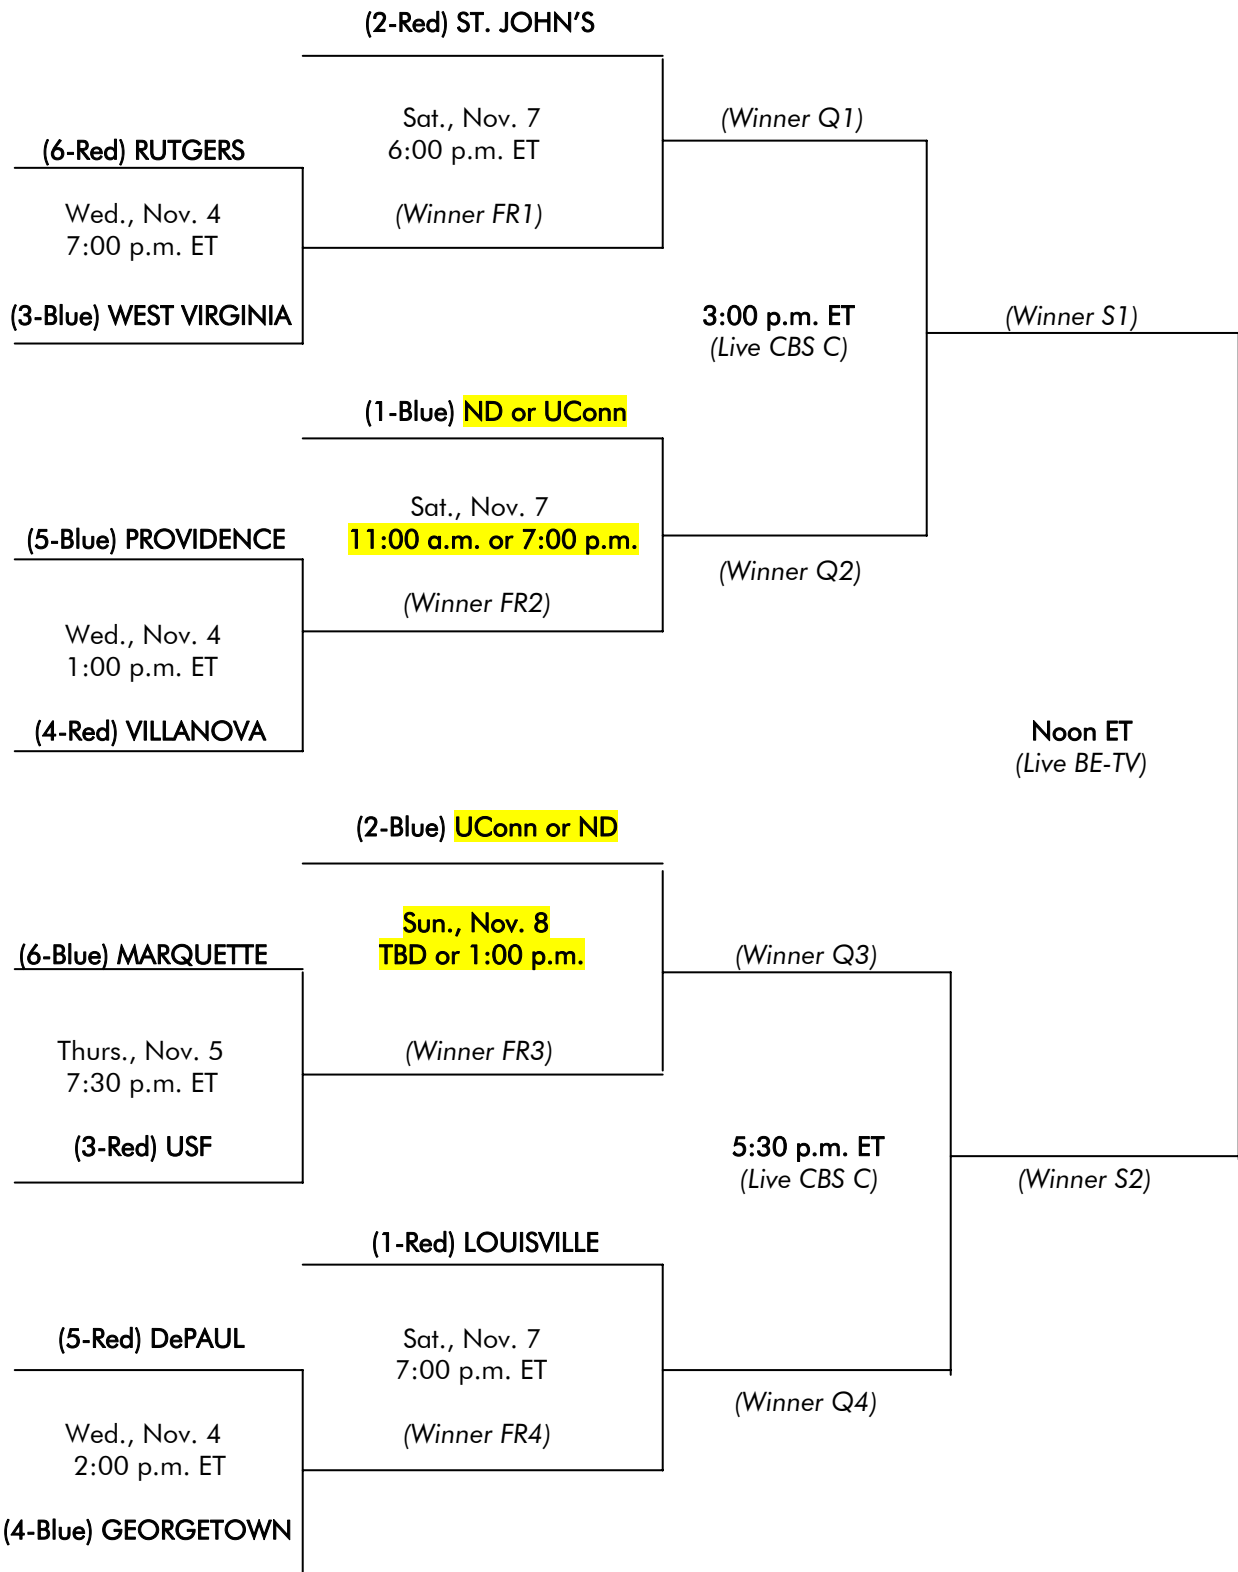 (2-Red) ST. JOHN'S
Sat., Nov. 7
6:00 p.m. ET
(Winner Q1)
(6-Red) RUTGERS
Wed., Nov. 4
7:00 p.m. ET
(Winner FR1)
(3-Blue) WEST VIRGINIA
3:00 p.m. ET
(Live CBS C)
(Winner S1)
(1-Blue) ND or UConn
Sat., Nov. 7
11:00 a.m. or 7:00 p.m.
(5-Blue) PROVIDENCE
(Winner Q2)
(Winner FR2)
Wed., Nov. 4
1:00 p.m. ET
(4-Red) VILLANOVA
Noon ET
(Live BE-TV)
(2-Blue) UConn or ND
Sun., Nov. 8
TBD or 1:00 p.m.
(6-Blue) MARQUETTE
(Winner Q3)
Thurs., Nov. 5
7:30 p.m. ET
(Winner FR3)
(3-Red) USF
5:30 p.m. ET
(Live CBS C)
(Winner S2)
(1-Red) LOUISVILLE
(5-Red) DePAUL
Sat., Nov. 7
7:00 p.m. ET
(Winner Q4)
Wed., Nov. 4
2:00 p.m. ET
(Winner FR4)
(4-Blue) GEORGETOWN